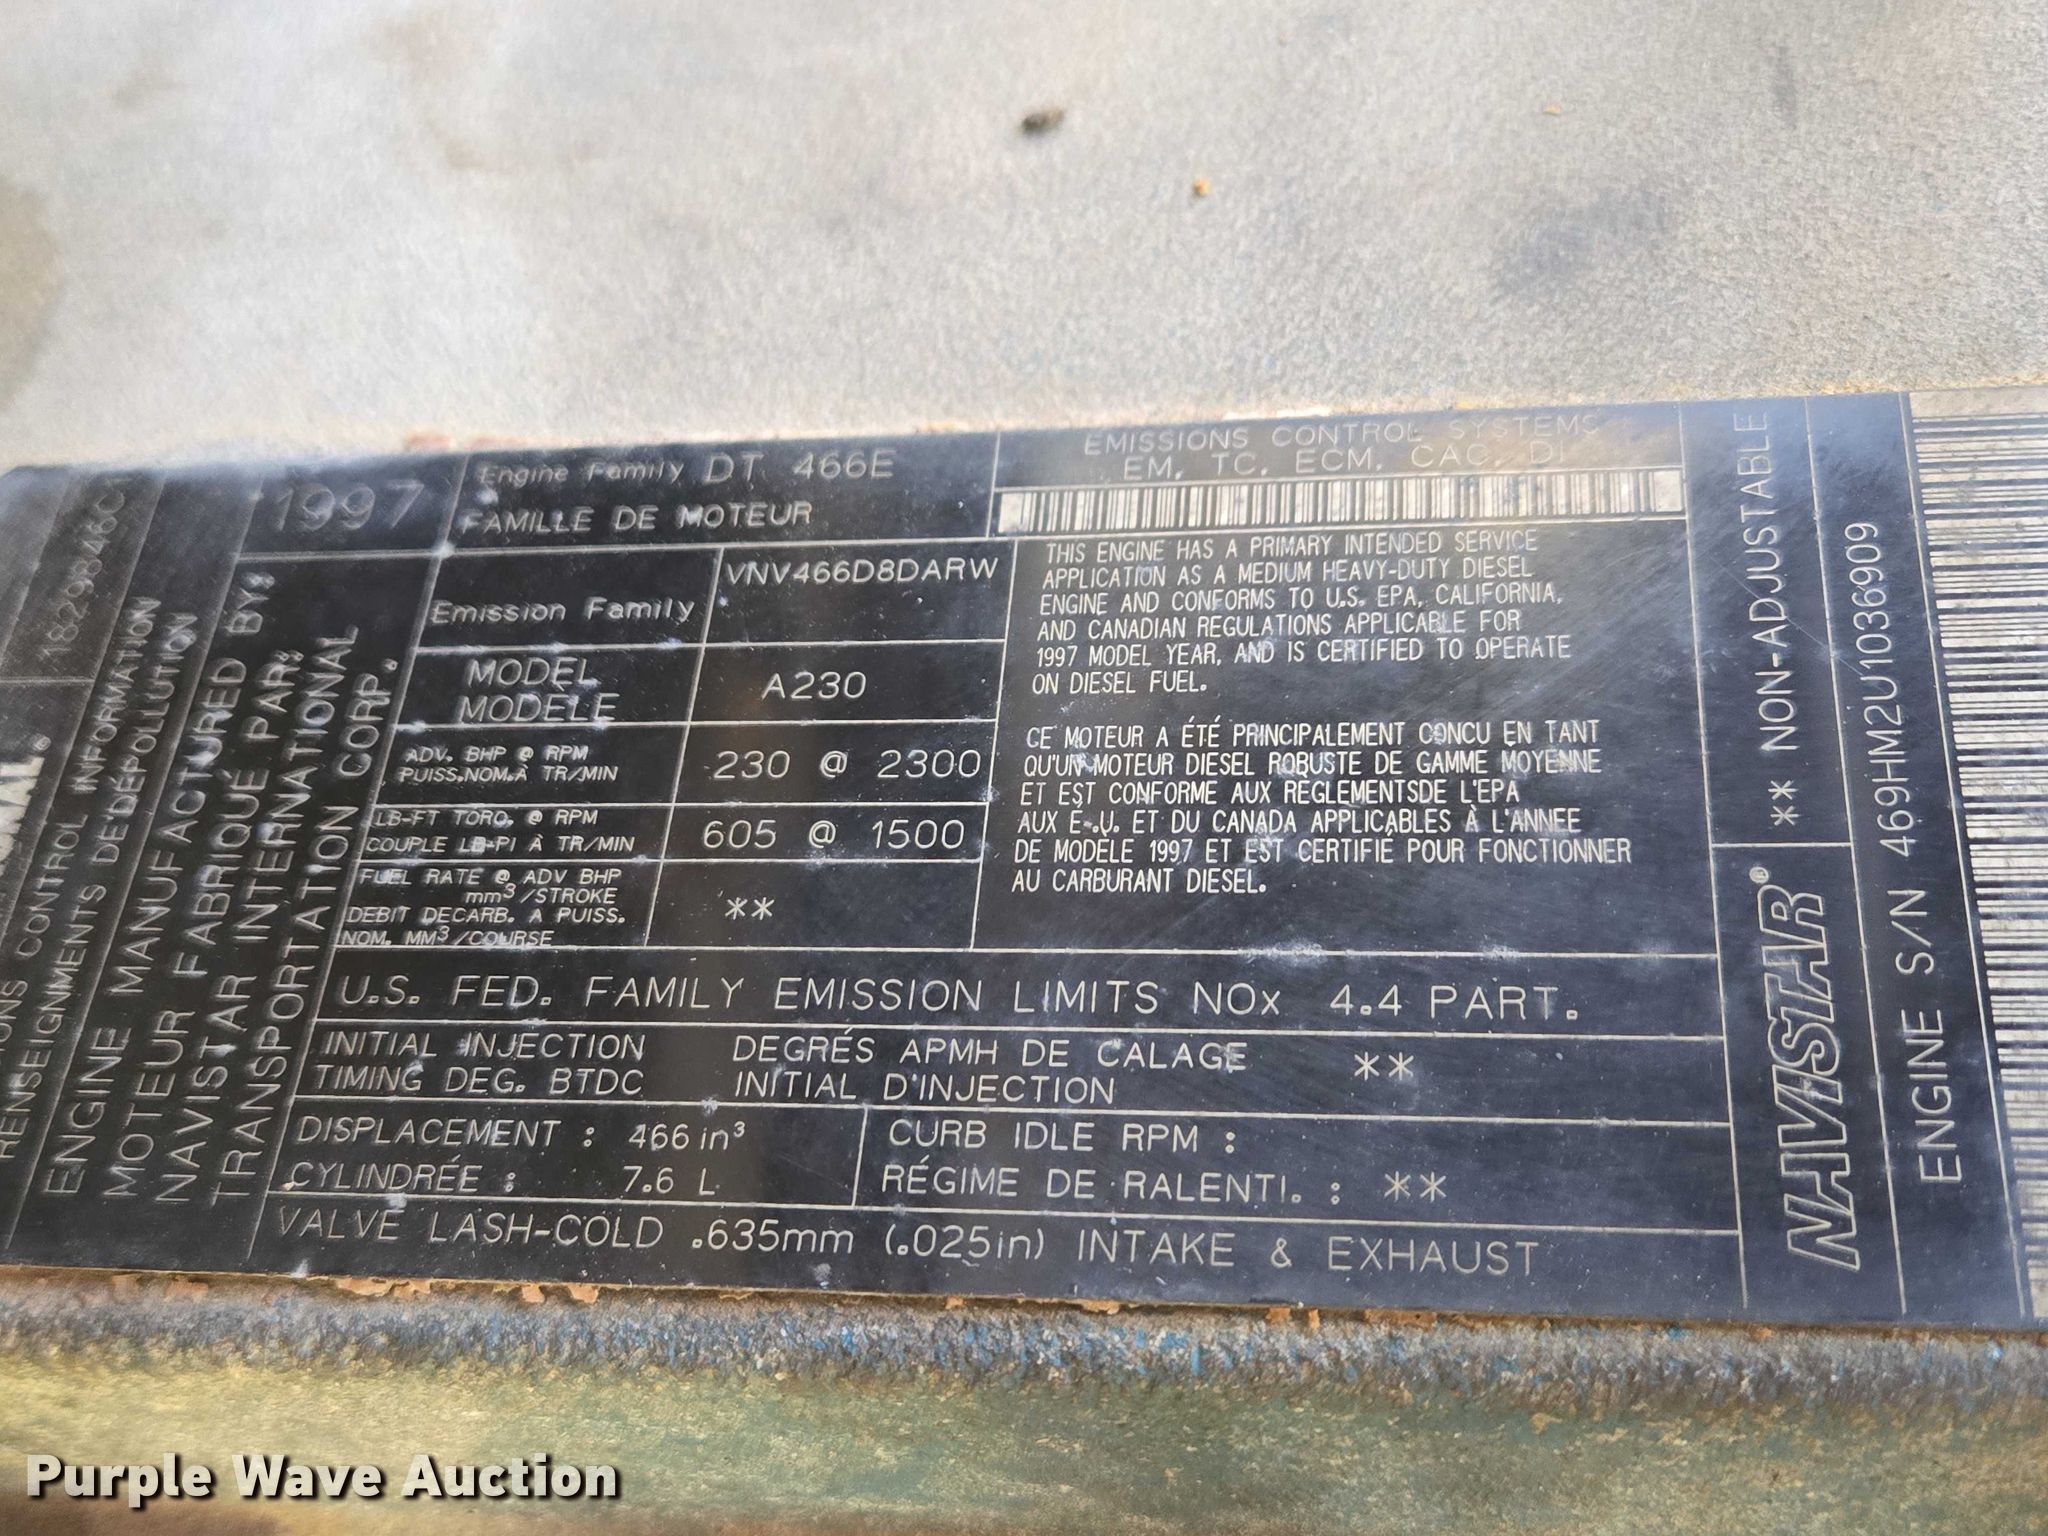 1829846C1
INFORMATION
RENSEIGNMENTS DE DÉPOLLUTION
ENGINE MANUFACTURED BY:
MOTEUR FABRIQUÉ PAR:
NAVISTAR INTERNATIONAL
TRANSPORTATION CORP.
1997
Engine Family DT 466E
FAMILLE DE MOTEUR
EMISSIONS CONTROL SYSTEMS
EM, TC, ECM, CAC, DI
Emission Family VNV466D8DARW
MODEL
MODÈLE
A230
ADV. BHP @ RPM
PUISS.NOM.À TR/MIN
230 @ 2300
LB-FT TORQ. @ RPM
COUPLE LB-PI À TR/MIN
605 @ 1500
FUEL RATE @ ADV BHP
mm³/STROKE
DEBIT DECARB. A PUISS.
NOM. MM³/COURSE
**
THIS ENGINE HAS A PRIMARY INTENDED SERVICE
APPLICATION AS A MEDIUM HEAVY-DUTY DIESEL
ENGINE AND CONFORMS TO U.S. EPA, CALIFORNIA,
AND CANADIAN REGULATIONS APPLICABLE FOR
1997 MODEL YEAR, AND IS CERTIFIED TO OPERATE
ON DIESEL FUEL.
CE MOTEUR A ÉTÉ PRINCIPALEMENT CONCU EN TANT
QU'UN MOTEUR DIESEL ROBUSTE DE GAMME MOYENNE
ET EST CONFORME AUX REGLEMENTSDE L'EPA
AUX É.-U. ET DU CANADA APPLICABLES À L'ANNEE
DE MODELE 1997 ET EST CERTIFIÉ POUR FONCTIONNER
AU CARBURANT DIESEL.
U.S. FED. FAMILY EMISSION LIMITS NOx 4.4 PART.
INITIAL INJECTION
TIMING DEG. BTDC
DEGRÉS APMH DE CALAGE
INITIAL D'INJECTION
**
DISPLACEMENT : 466 in³
CYLINDRÉE : 7.6 L
CURB IDLE RPM :
RÉGIME DE RALENTI. : **
VALVE LASH-COLD .635mm (.025in) INTAKE & EXHAUST
** NON-ADJUSTABLE
NAVISTAR®
ENGINE S/N 469HM2U1036909
Purple Wave Auction